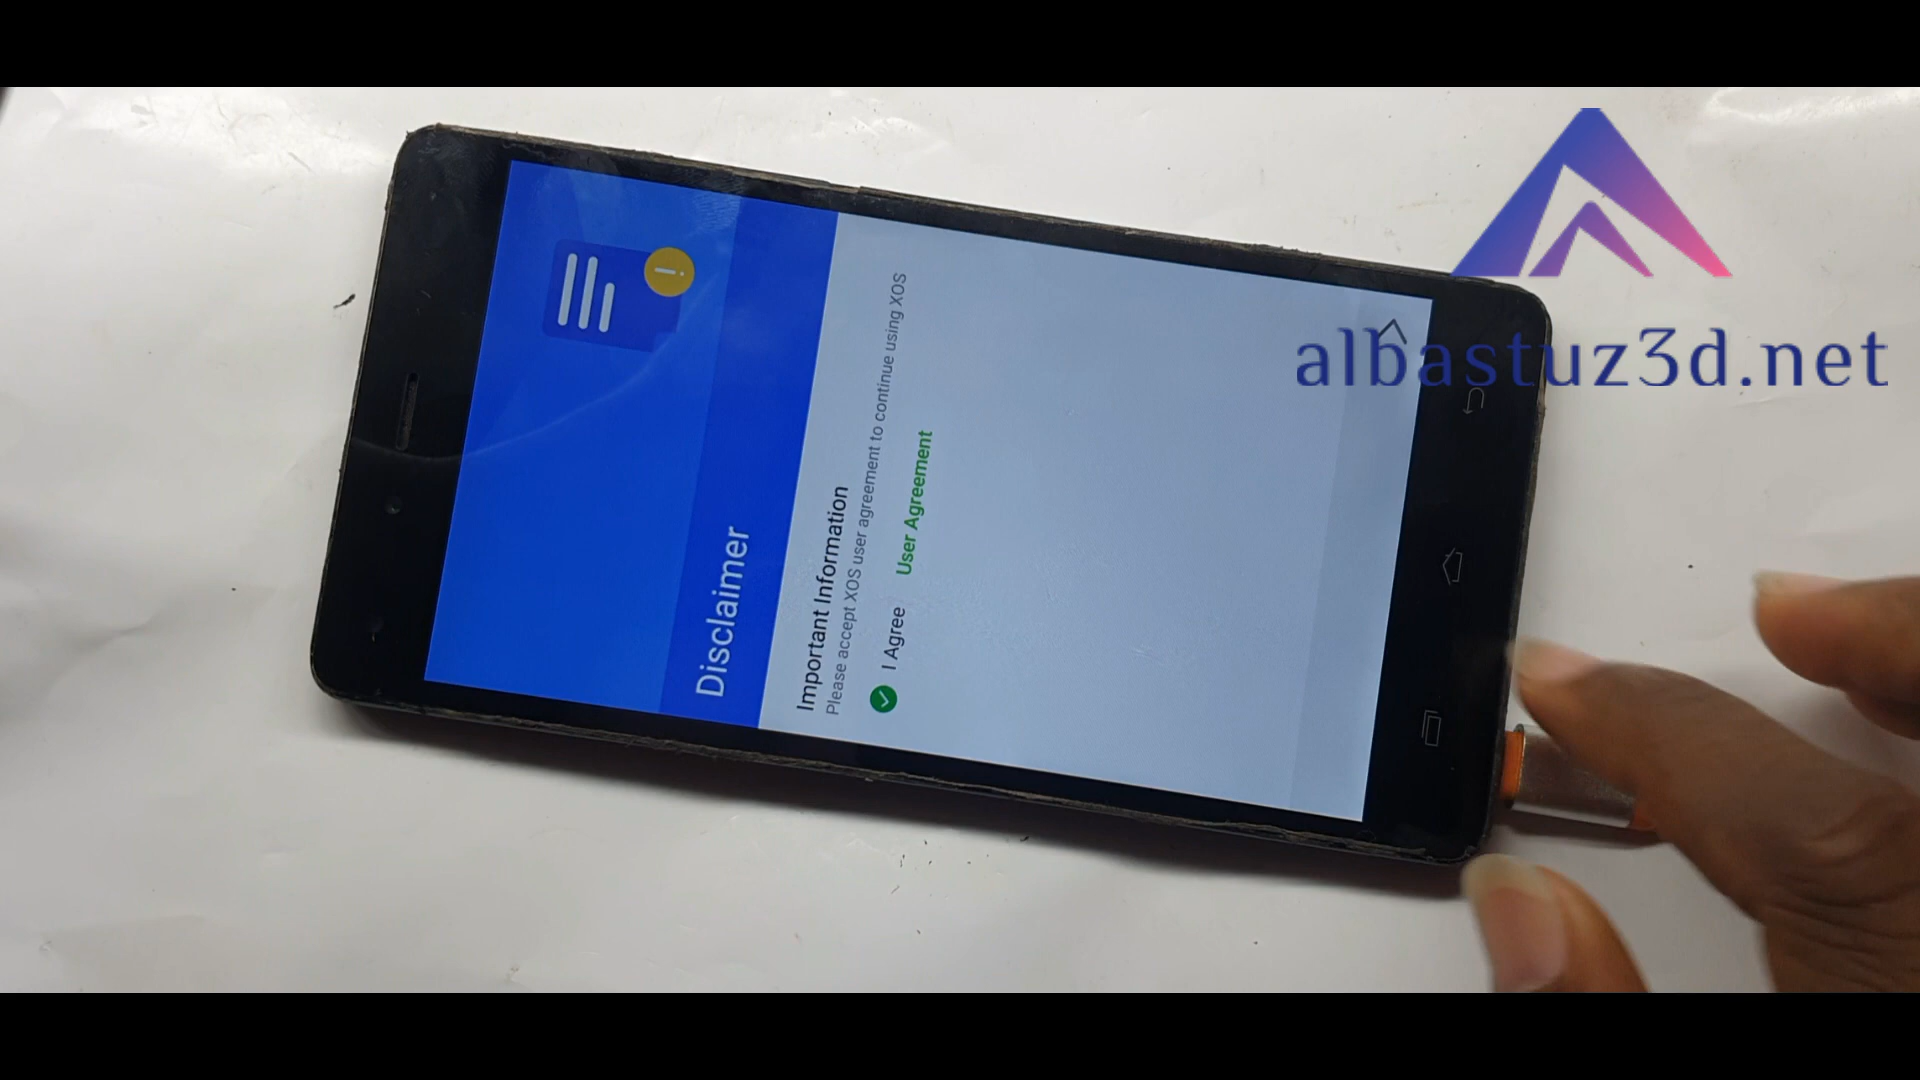 Disclaimer
Important Information
Please accept XOS user agreement to continue using XOS
I Agree User Agreement
albastuz3d.net